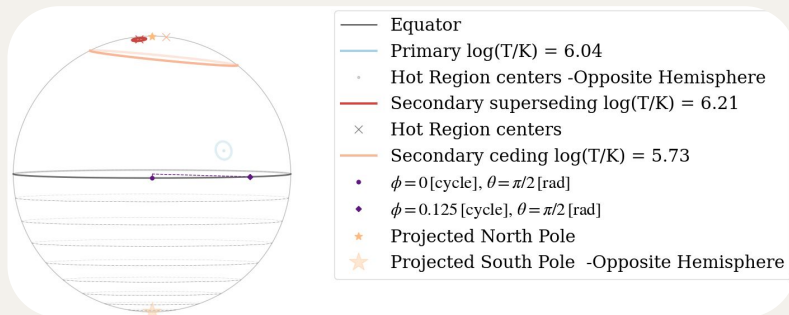 Equator
Primary log(T/K) = 6.04
Hot Region centers -Opposite Hemisphere
Secondary superseding log(T/K) = 6.21
Hot Region centers
Secondary ceding log(T/K) = 5.73
ϕ = 0 [cycle], θ = π/2 [rad]
ϕ = 0.125 [cycle], θ = π/2 [rad]
Projected North Pole
Projected South Pole -Opposite Hemisphere